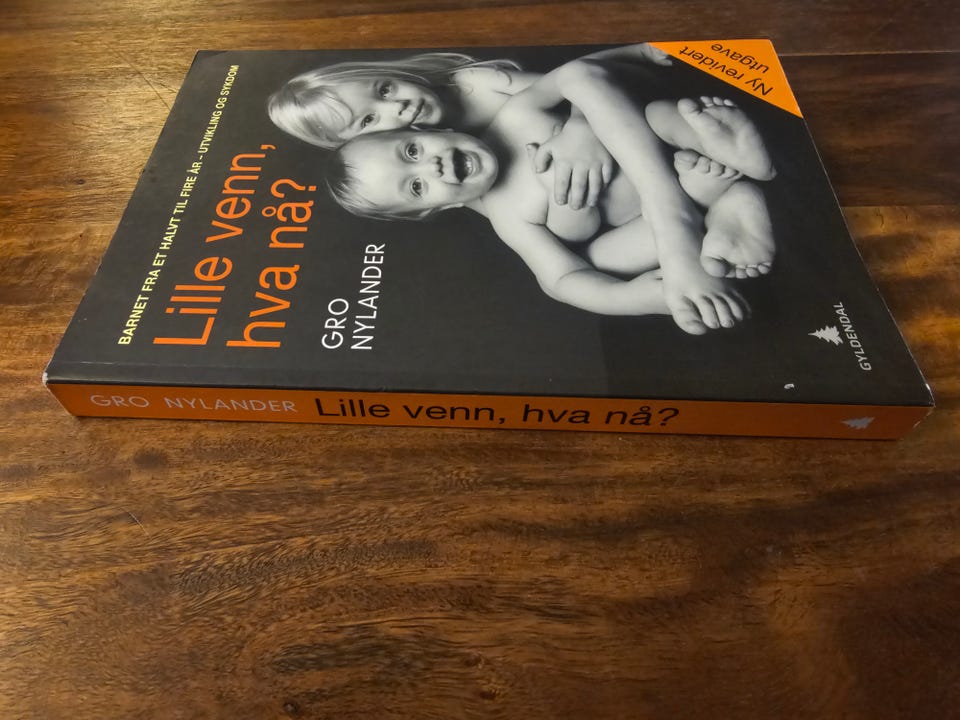 BARNET FRA ET HALVT TIL FIRE ÅR – UTVIKLING OG SYKDOM
Lille venn,
hva nå?
GRO
NYLANDER
Ny revidert
utgave
GYLDENDAL
GRO NYLANDER Lille venn, hva nå?